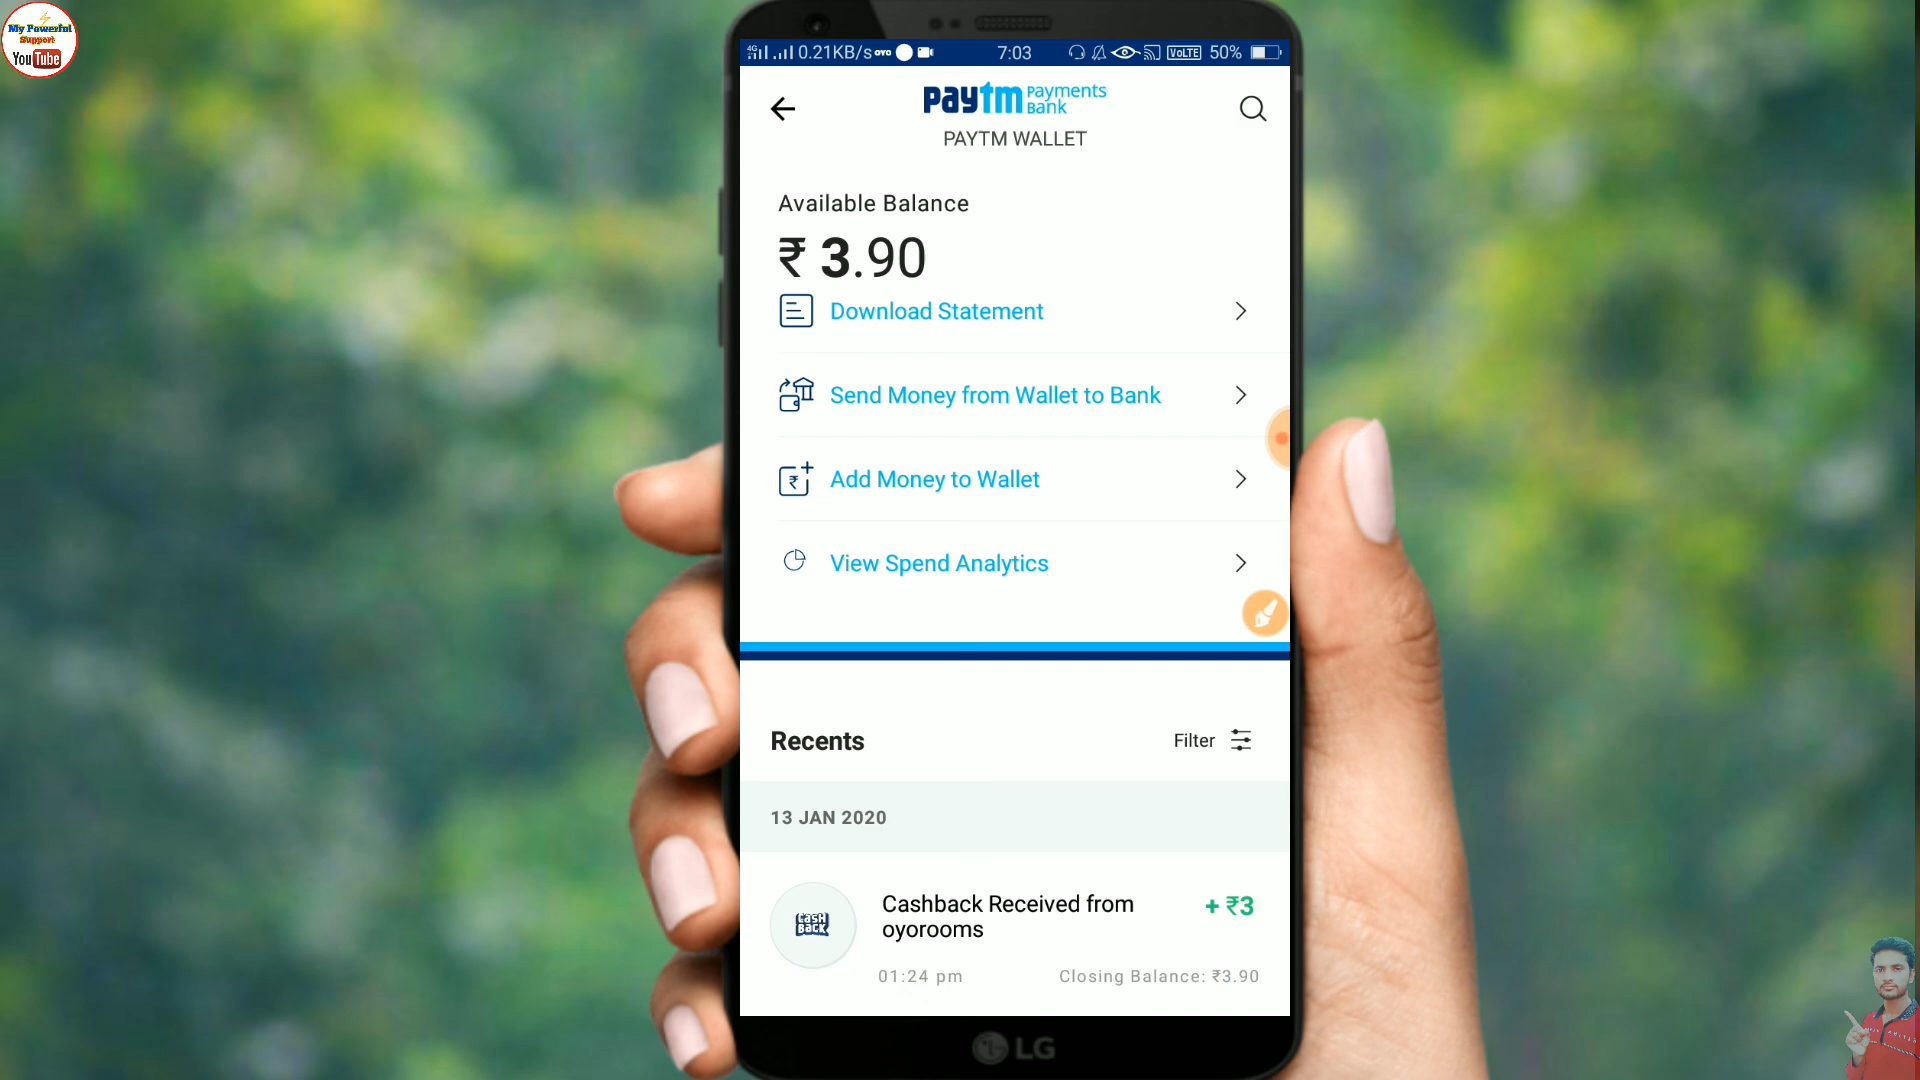 My Powerful
Support
YouTube
4G 0.21KB/s OYO 7:03 VoLTE 50%
paytm Payments Bank
PAYTM WALLET
Available Balance
₹ 3.90
Download Statement
Send Money from Wallet to Bank
₹ Add Money to Wallet
View Spend Analytics
Recents
Filter
13 JAN 2020
CASH
BACK
Cashback Received from
oyorooms
+ ₹3
01:24 pm
Closing Balance: ₹3.90
LG